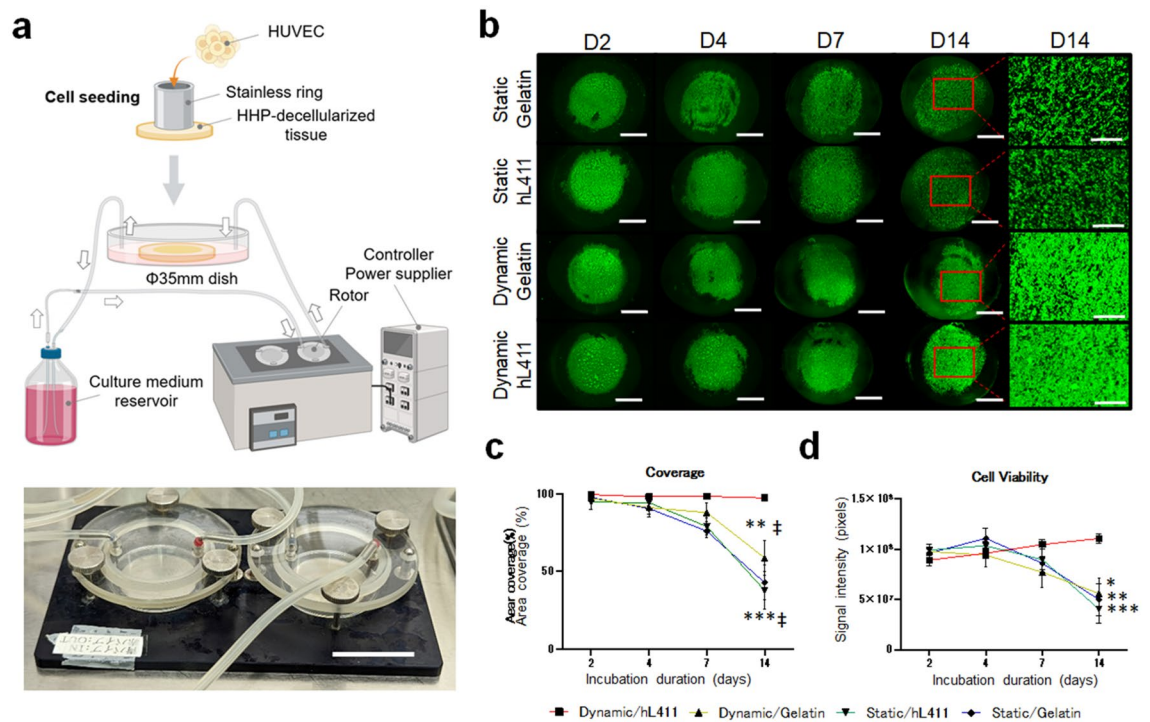 a
HUVEC
Cell seeding
Stainless ring
HHP-decellularized
tissue
Φ35mm dish
Controller
Power supplier
Rotor
Culture medium
reservoir
b
D2 D4 D7 D14 D14
Static
Gelatin
Static
hL411
Dynamic
Gelatin
Dynamic
hL411
c
Coverage
Area coverage (%)
100
50
0
** ‡
***‡
2 4 7 14
Incubation duration (days)
d
Cell Viability
Signal intensity (pixels)
1.5×10⁸
1×10⁸
5×10⁷
0
*
**
***
2 4 7 14
Incubation duration (days)
Dynamic/hL411 Dynamic/Gelatin Static/hL411 Static/Gelatin